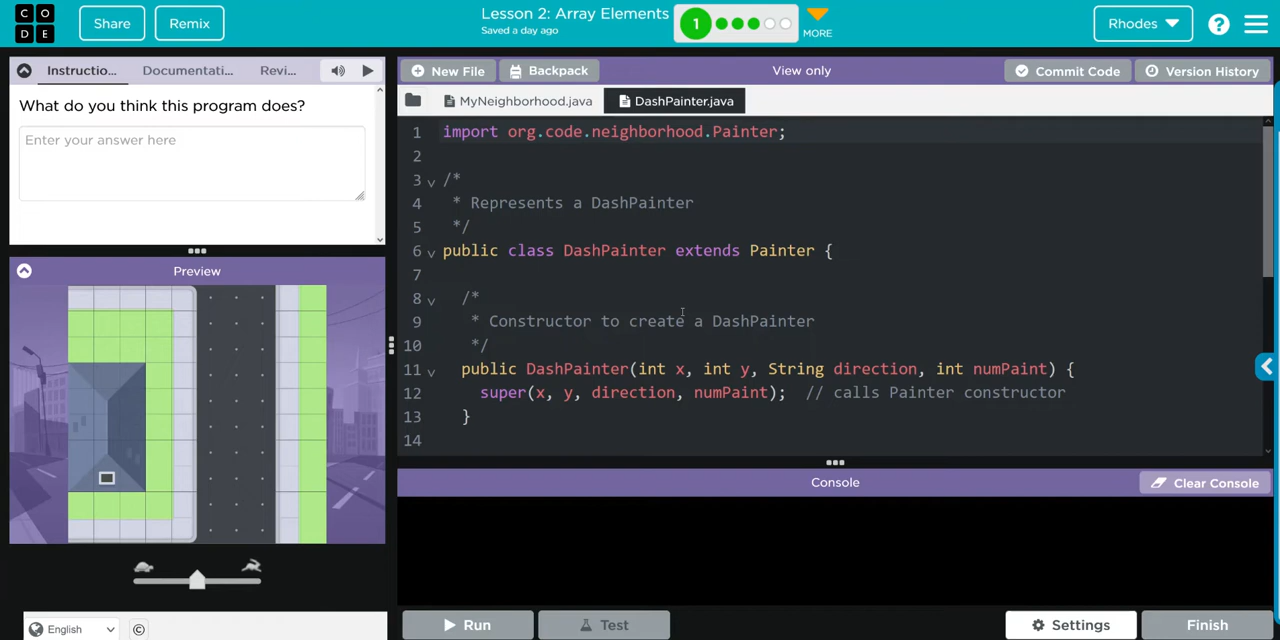 CODE
Share
Remix
Lesson 2: Array Elements
Saved a day ago
1
MORE
Rhodes
?
Instructio...
Documentati...
Revi...
New File
Backpack
View only
Commit Code
Version History
What do you think this program does?
Enter your answer here
MyNeighborhood.java
DashPainter.java
1 import org.code.neighborhood.Painter;
2
3 /*
4 * Represents a DashPainter
5 */
6 public class DashPainter extends Painter {
7
8 /*
9 * Constructor to create a DashPainter
10 */
11 public DashPainter(int x, int y, String direction, int numPaint) {
12 super(x, y, direction, numPaint); // calls Painter constructor
13 }
14
Preview
Console
Clear Console
English
©
Run
Test
Settings
Finish